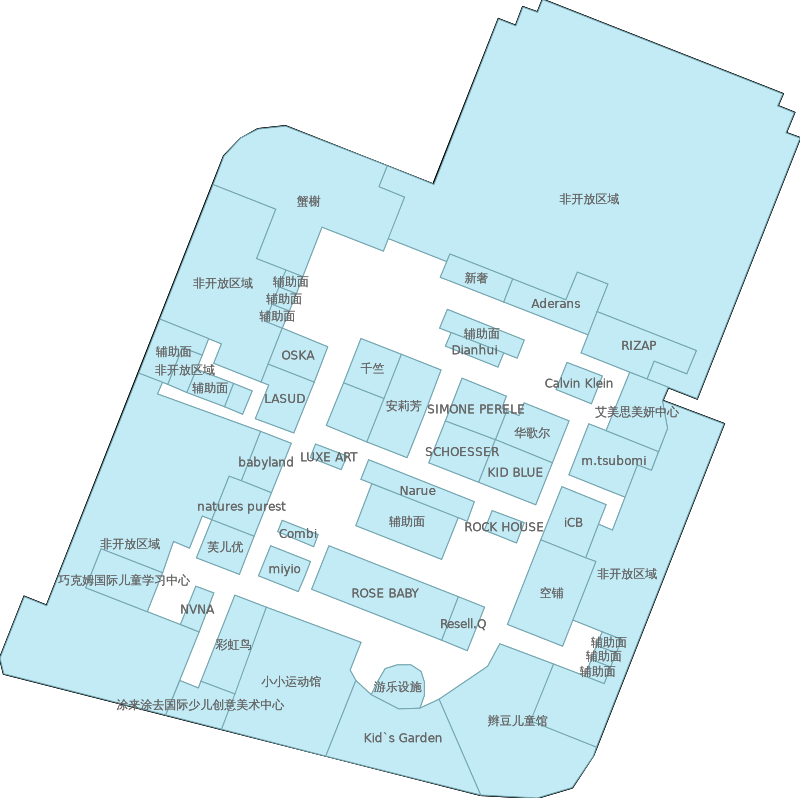 非开放区域
蟹榭
新奢
Aderans
非开放区域
辅助面
辅助面
辅助面
辅助面
Dianhui
RIZAP
辅助面
非开放区域
辅助面
OSKA
LASUD
千竺
安莉芳
Calvin Klein
SIMONE PERELE
华歌尔
艾美思美妍中心
SCHOESSER
KID BLUE
m.tsubomi
babyland
LUXE ART
Narue
辅助面
natures purest
ROCK HOUSE
iCB
Combi
芙儿优
非开放区域
miyio
巧克姆国际儿童学习中心
ROSE BABY
空铺
非开放区域
NVNA
Resell.Q
彩虹鸟
辅助面
辅助面
辅助面
小小运动馆
游乐设施
涂来涂去国际少儿创意美术中心
辫豆儿童馆
Kid`s Garden